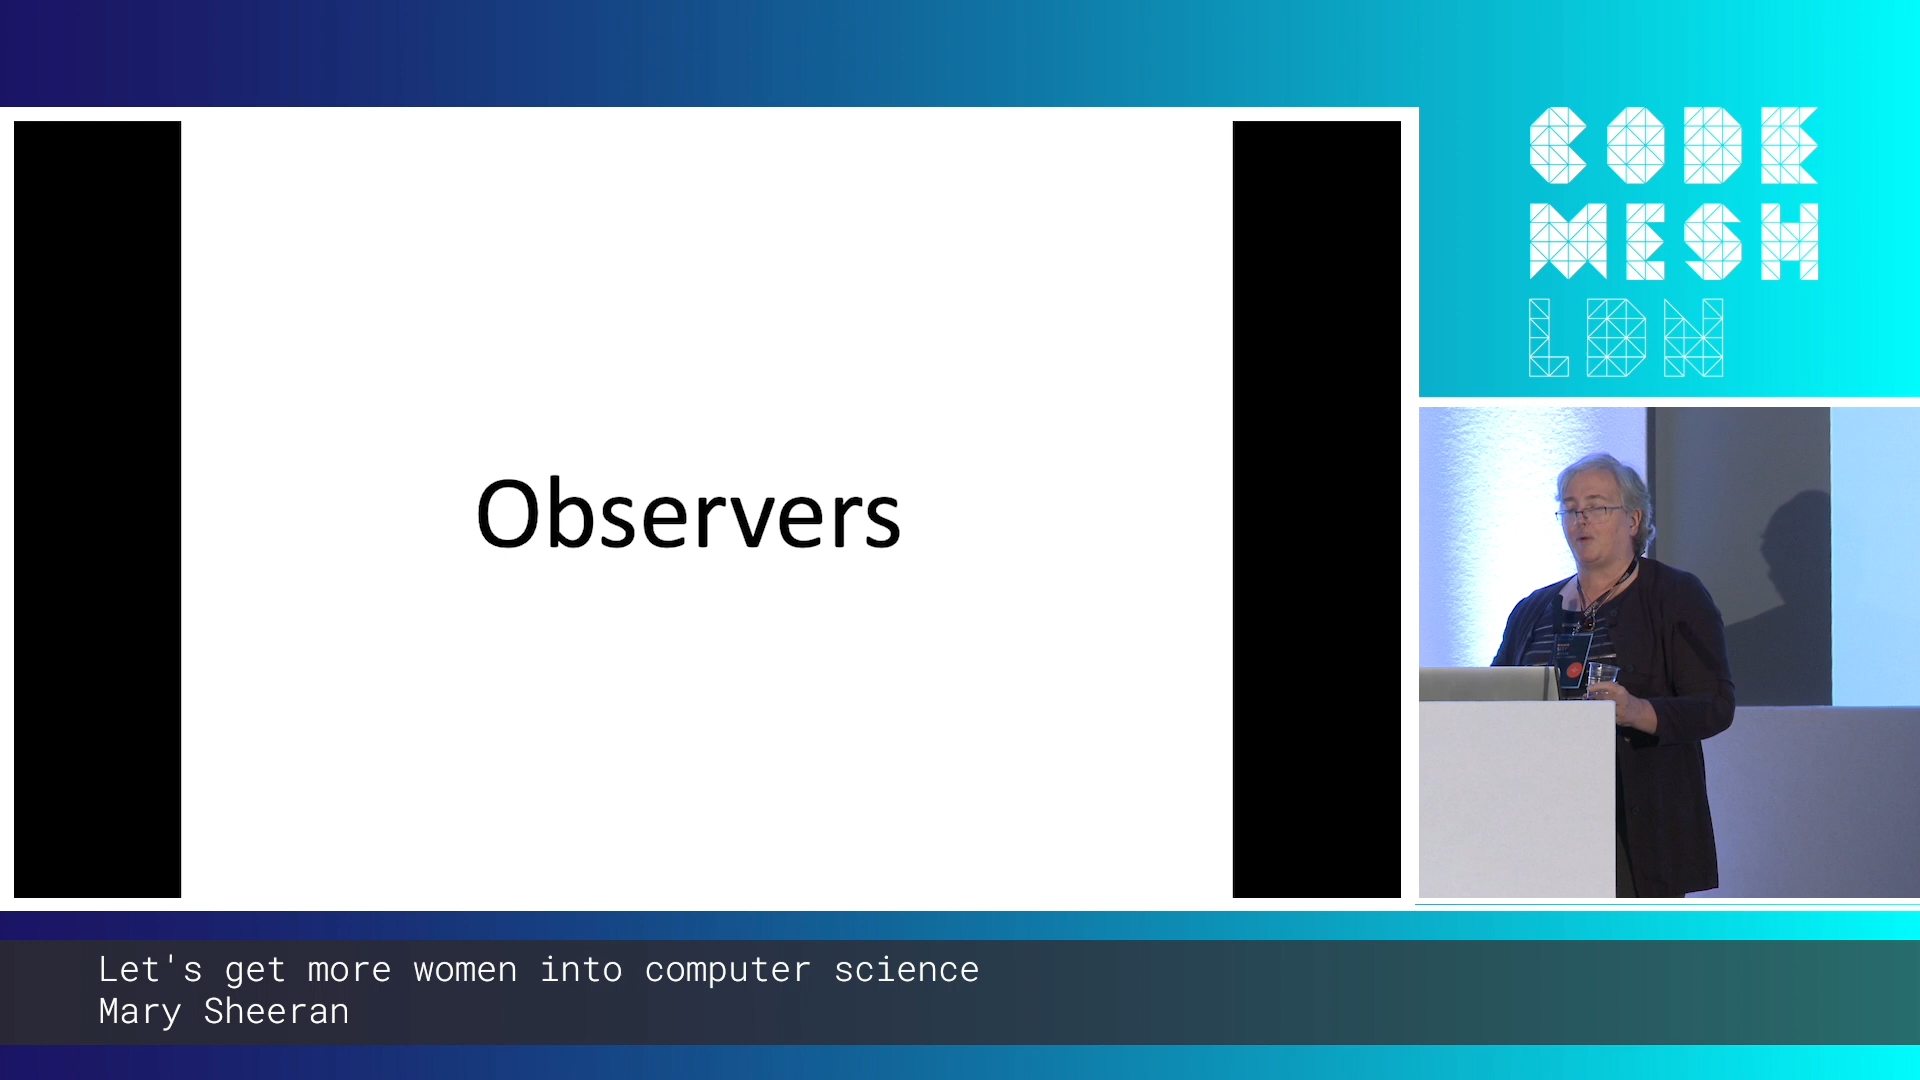 CODE
MESH
LDN
Observers
Let's get more women into computer science
Mary Sheeran